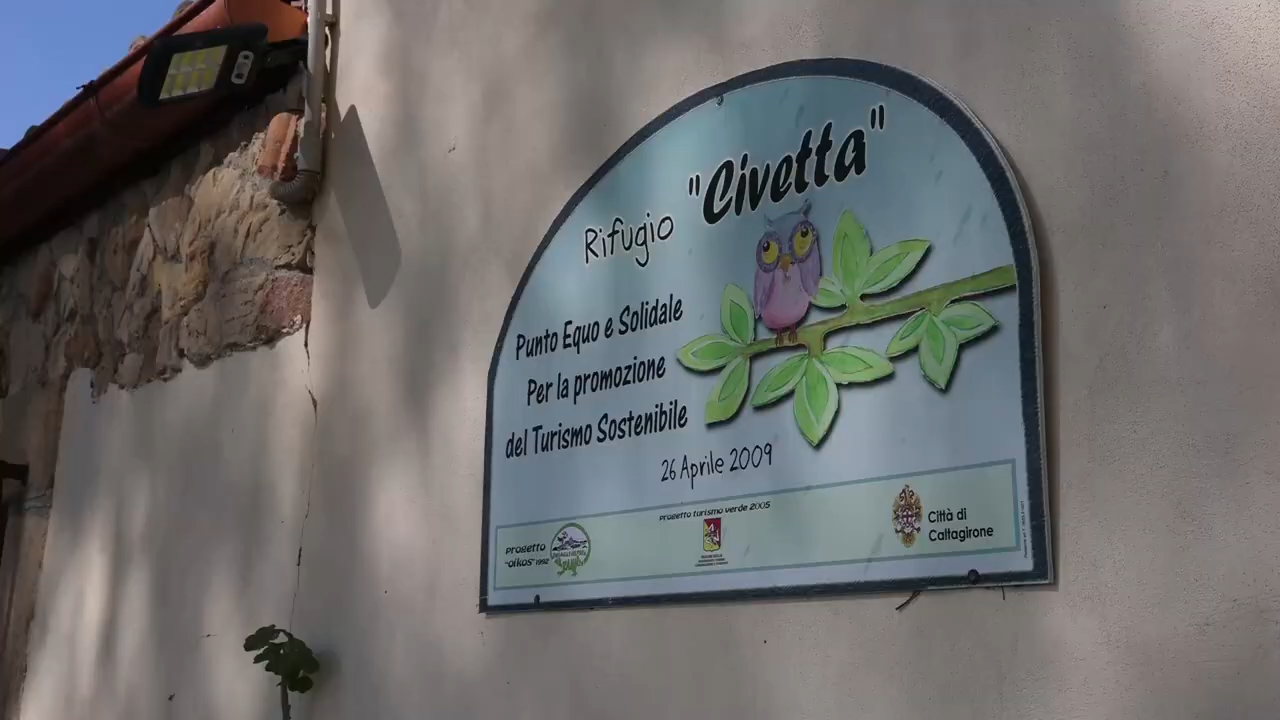 Rifugio "Civetta"
Punto Equo e Solidale
Per la promozione
del Turismo Sostenibile
26 Aprile 2009
progetto
"oikos" 1992
progetto turismo verde 2005
Città di
Caltagirone